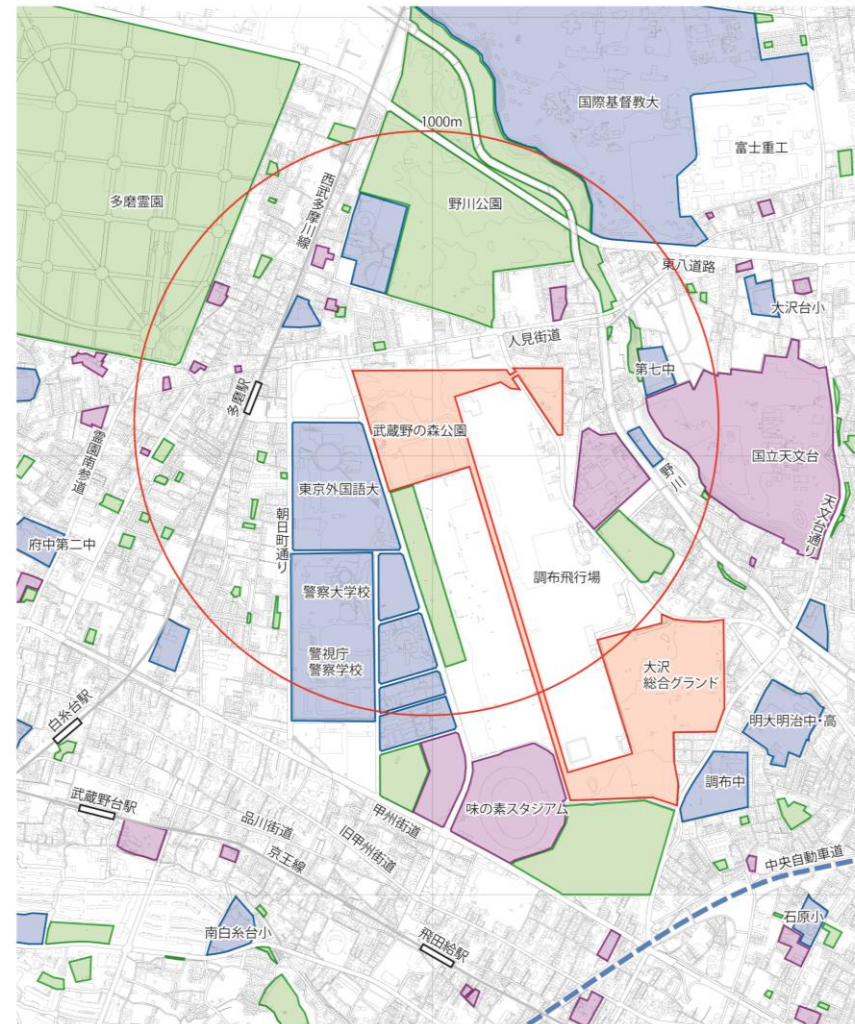 国際基督教大
1000m
富士重工
多磨霊園
西武多摩川線
野川公園
東八道路
大沢台小
人見街道
第七中
多磨駅
武蔵野の森公園
霊園南参道
国立天文台
東京外国語大
野川
天文台通り
朝日町通り
府中第二中
調布飛行場
警察大学校
警視庁
警察学校
大沢
総合グランド
白糸台駅
明大明治中・高
調布中
武蔵野台駅
味の素スタジアム
甲州街道
品川街道
旧甲州街道
京王線
中央自動車道
石原小
南白糸台小
飛田給駅